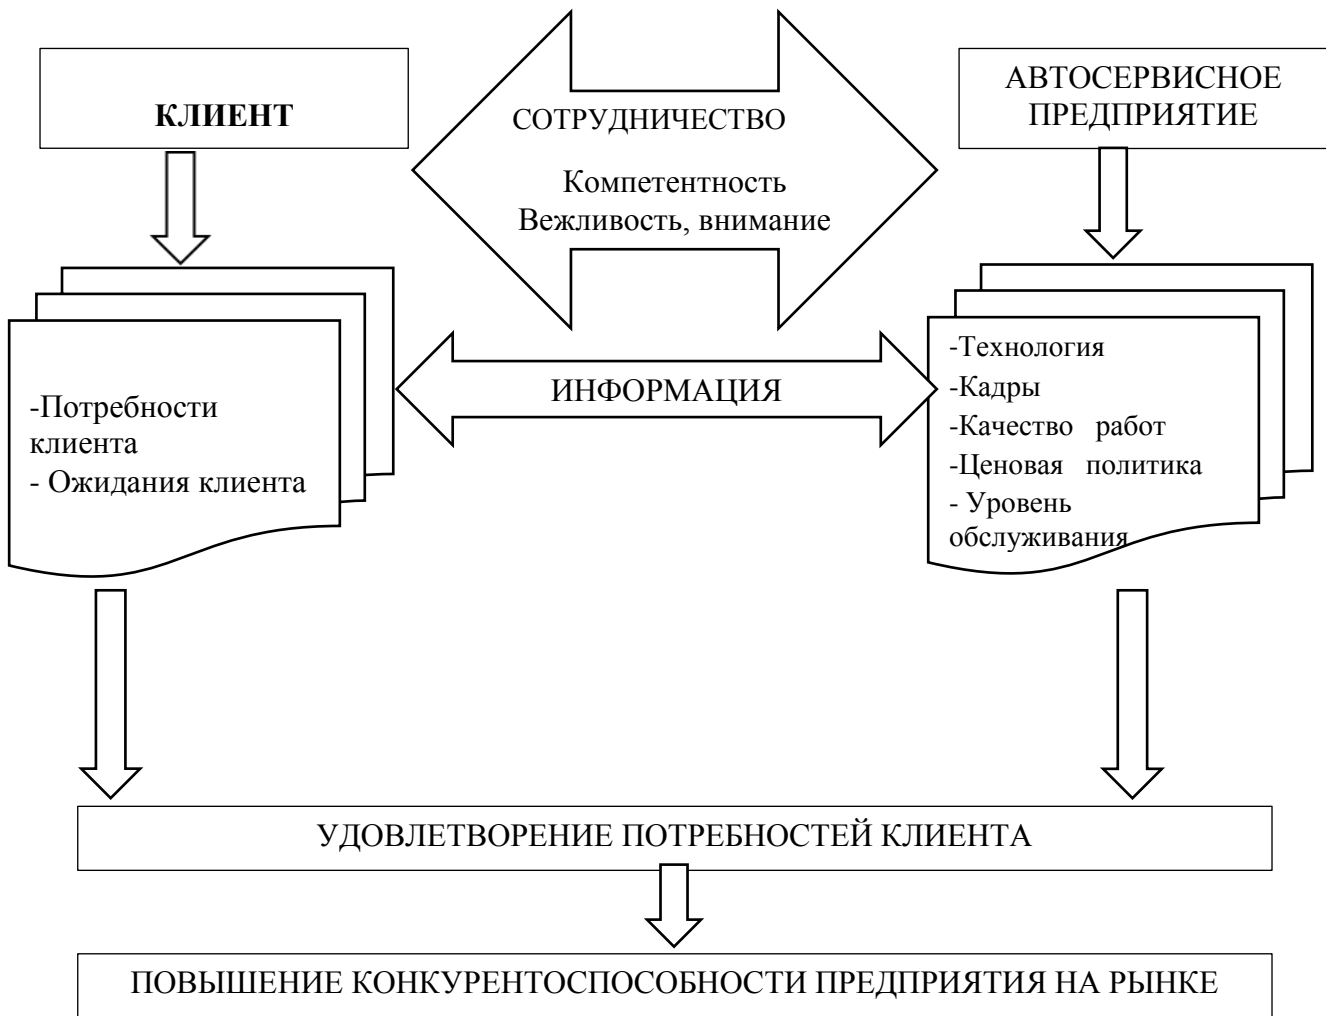 КЛИЕНТ
СОТРУДНИЧЕСТВО
Компетентность
Вежливость, внимание
АВТОСЕРВИСНОЕ
ПРЕДПРИЯТИЕ
-Потребности
клиента
- Ожидания клиента
ИНФОРМАЦИЯ
-Технология
-Кадры
-Качество работ
-Ценовая политика
- Уровень
обслуживания
УДОВЛЕТВОРЕНИЕ ПОТРЕБНОСТЕЙ КЛИЕНТА
ПОВЫШЕНИЕ КОНКУРЕНТОСПОСОБНОСТИ ПРЕДПРИЯТИЯ НА РЫНКЕ